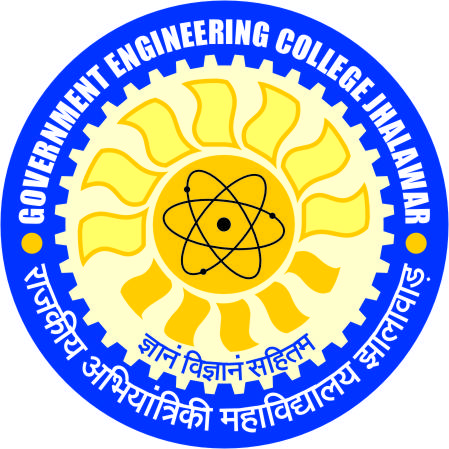 GOVERNMENT ENGINEERING COLLEGE JHALAWAR
ज्ञानं विज्ञानं सहितम
राजकीय अभियांत्रिकी महाविद्यालय झालावाड़